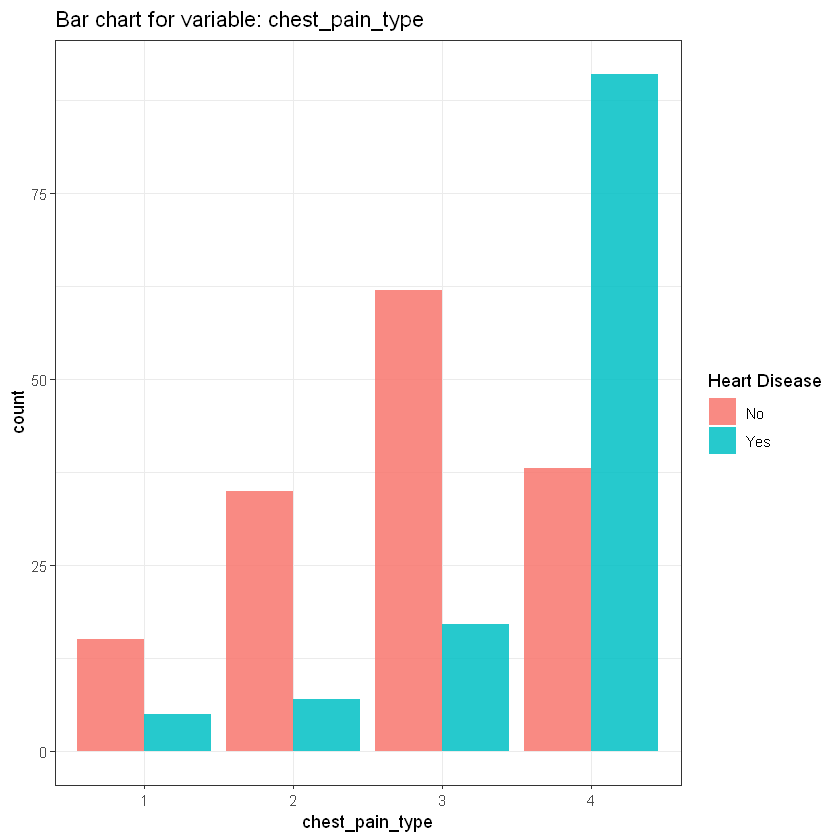 Bar chart for variable: chest_pain_type
count
75
50
25
0
1 2 3 4
chest_pain_type
Heart Disease
No
Yes